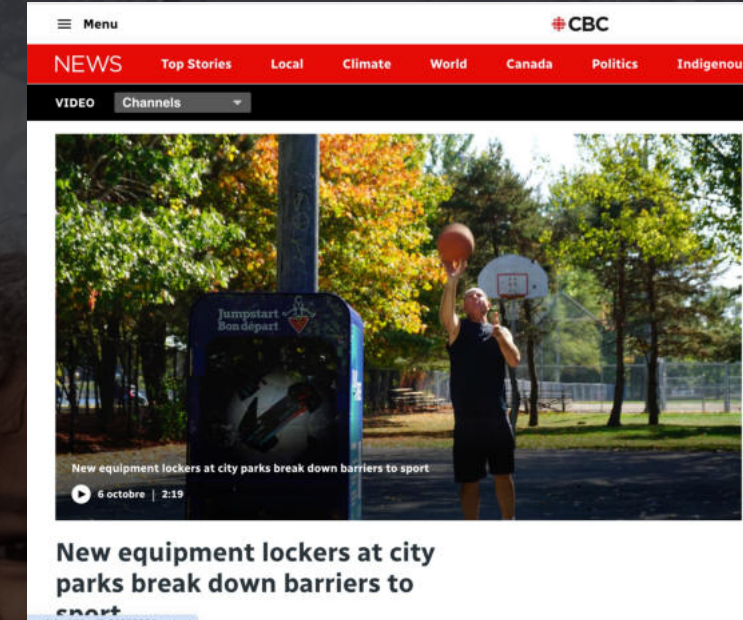 Menu
CBC
NEWS Top Stories Local Climate World Canada Politics Indigenou
VIDEO Channels
Jumpstart
Bon départ
New equipment lockers at city parks break down barriers to sport
6 octobre | 2:19
New equipment lockers at city
parks break down barriers to
sport